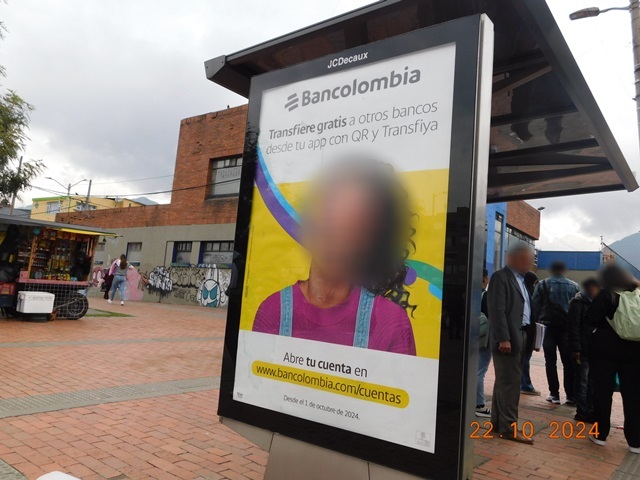 JCDecaux
Bancolombia
Transfiere gratis a otros bancos
desde tu app con QR y Transfiya
Abre tu cuenta en
www.bancolombia.com/cuentas
Desde el 1 de octubre de 2024.
22.10.2024